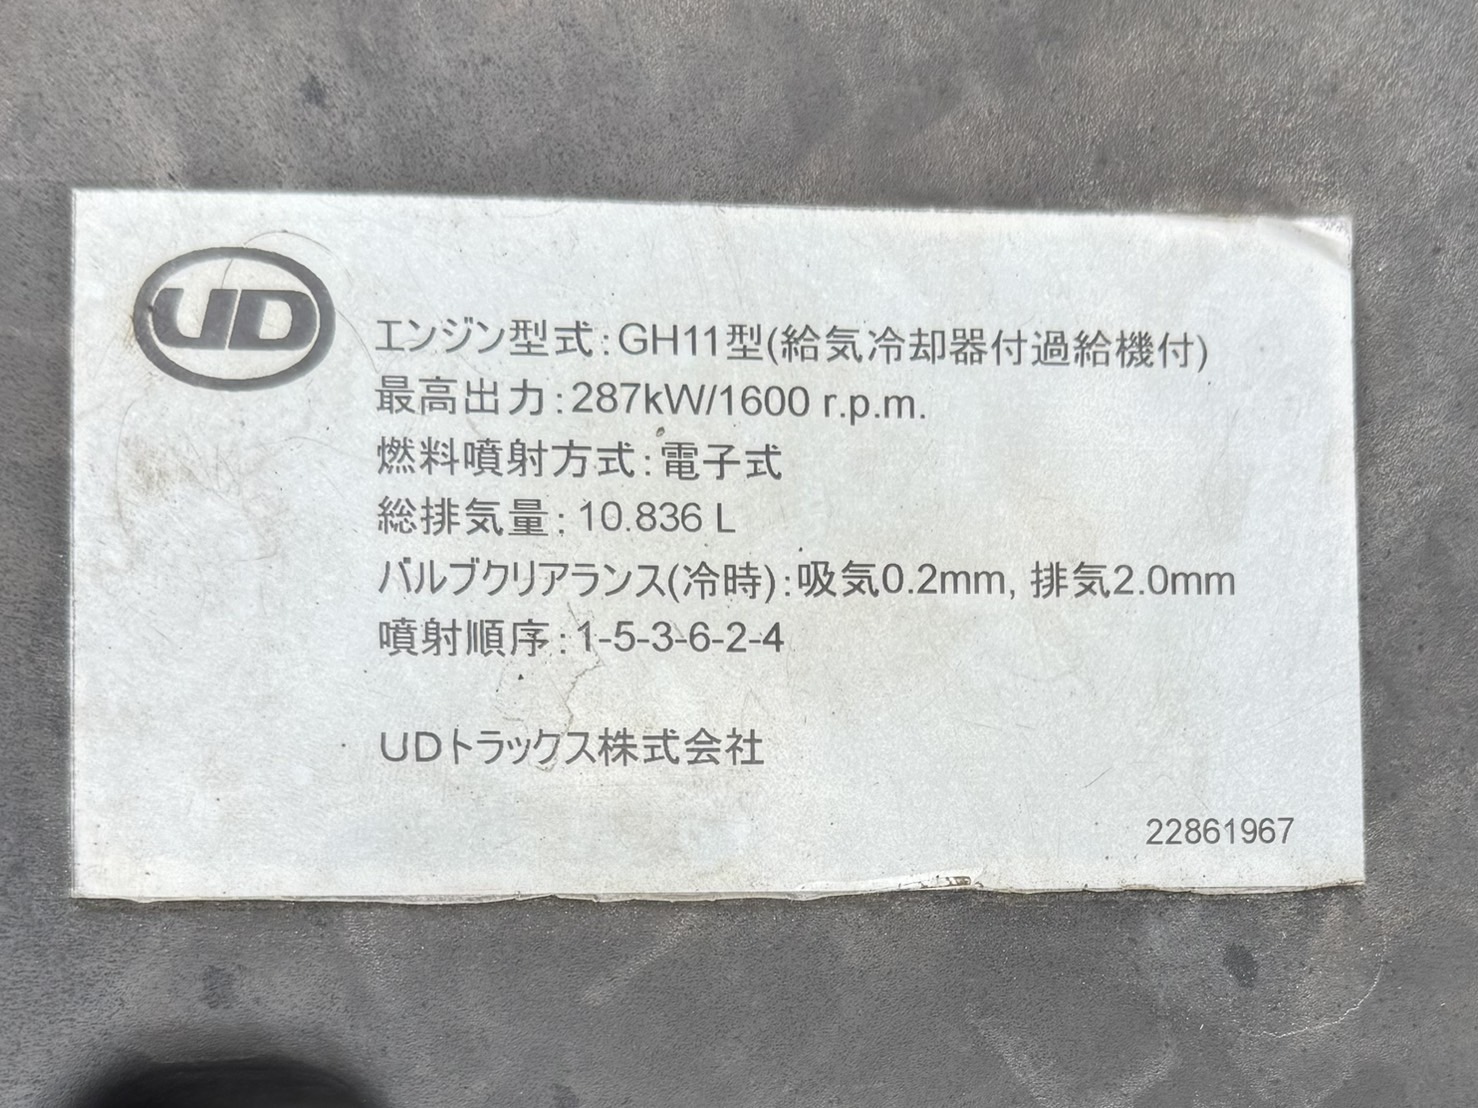 UD
エンジン型式:GH11型(給気冷却器付過給機付)
最高出力:287kW/1600 r.p.m.
燃料噴射方式:電子式
総排気量:10.836 L
バルブクリアランス(冷時):吸気0.2mm, 排気2.0mm
噴射順序:1-5-3-6-2-4
UDトラックス株式会社
22861967